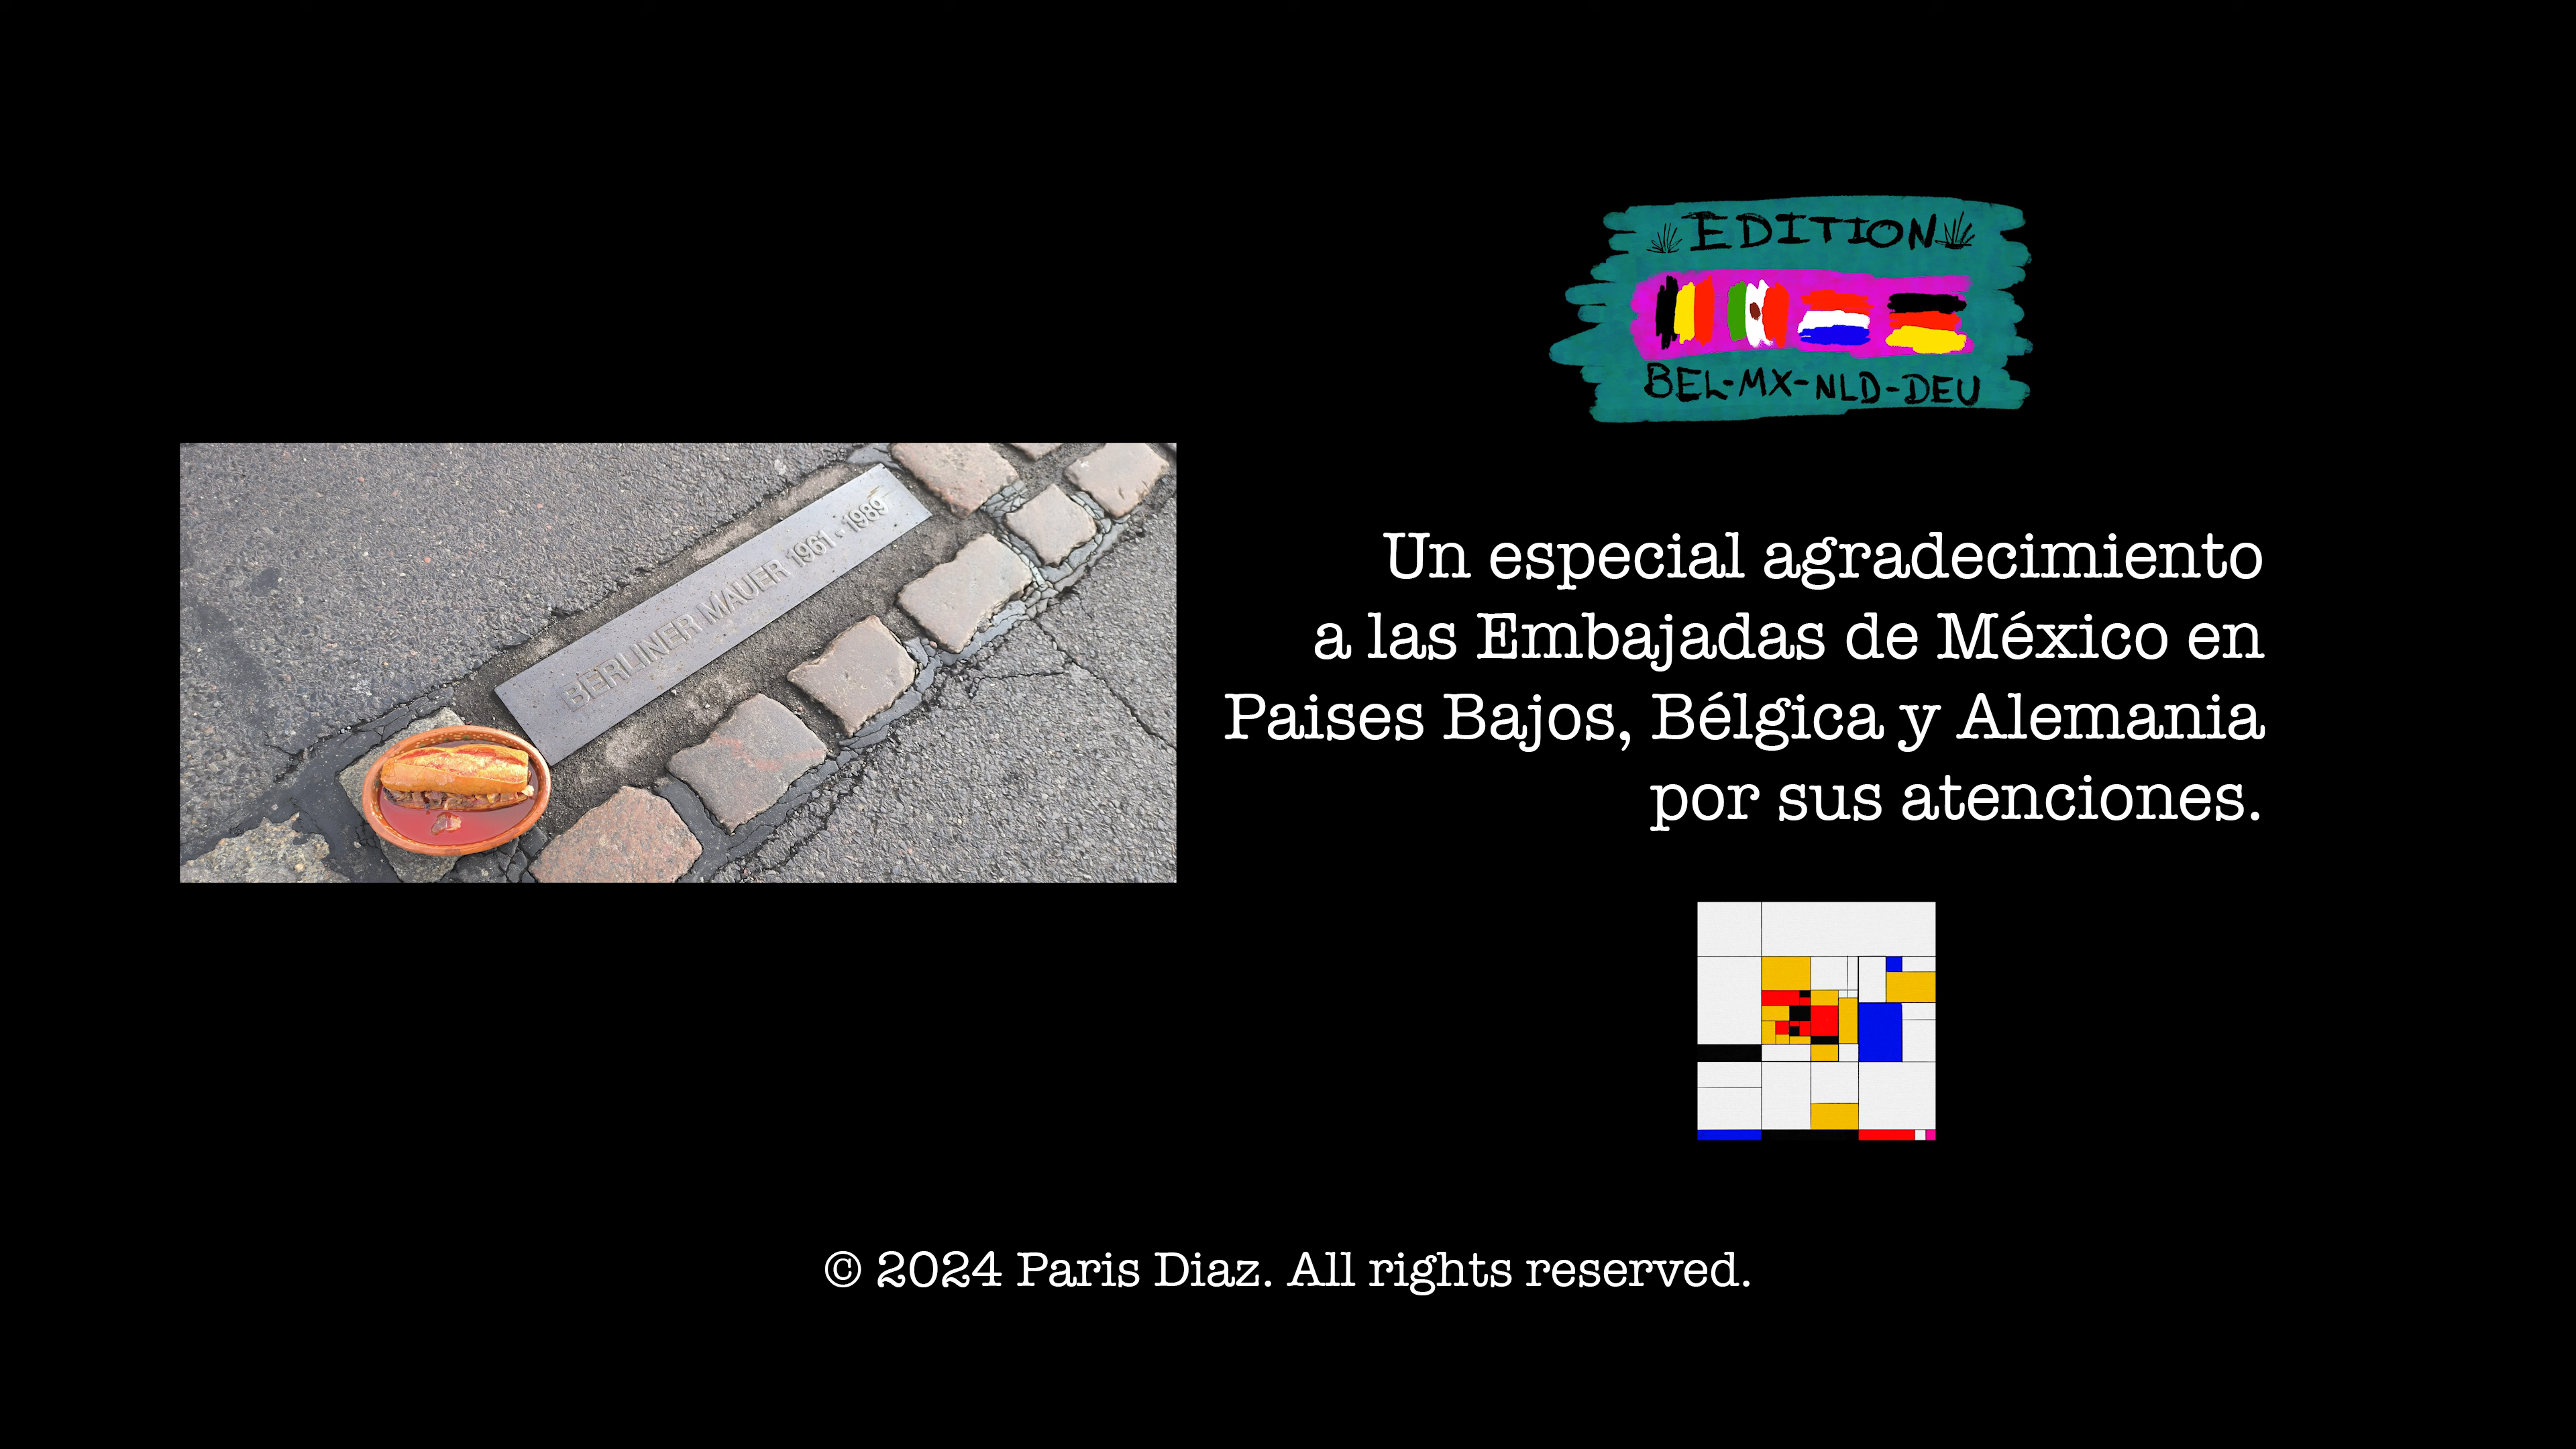 EDITION
BEL-MX-NLD-DEU
BERLINER MAUER 1961 - 1989
Un especial agradecimiento
a las Embajadas de México en
Paises Bajos, Bélgica y Alemania
por sus atenciones.
© 2024 Paris Diaz. All rights reserved.